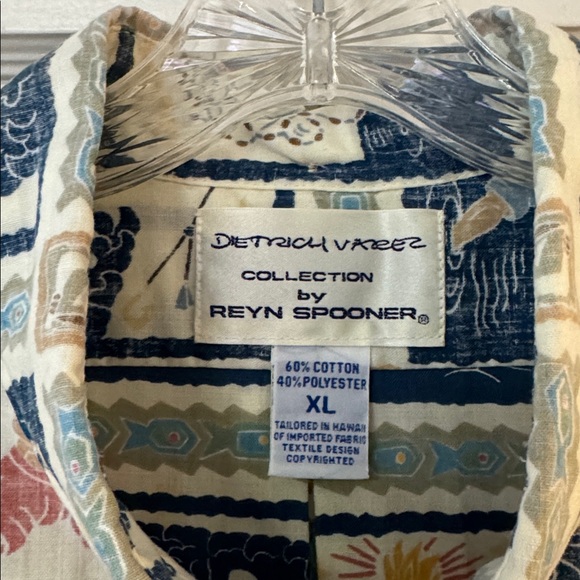 DIETRICH VAREZ
COLLECTION
by
REYN SPOONER®
60% COTTON
40% POLYESTER
XL
TAILORED IN HAWAII
OF IMPORTED FABRIC
TEXTILE DESIGN
COPYRIGHTED